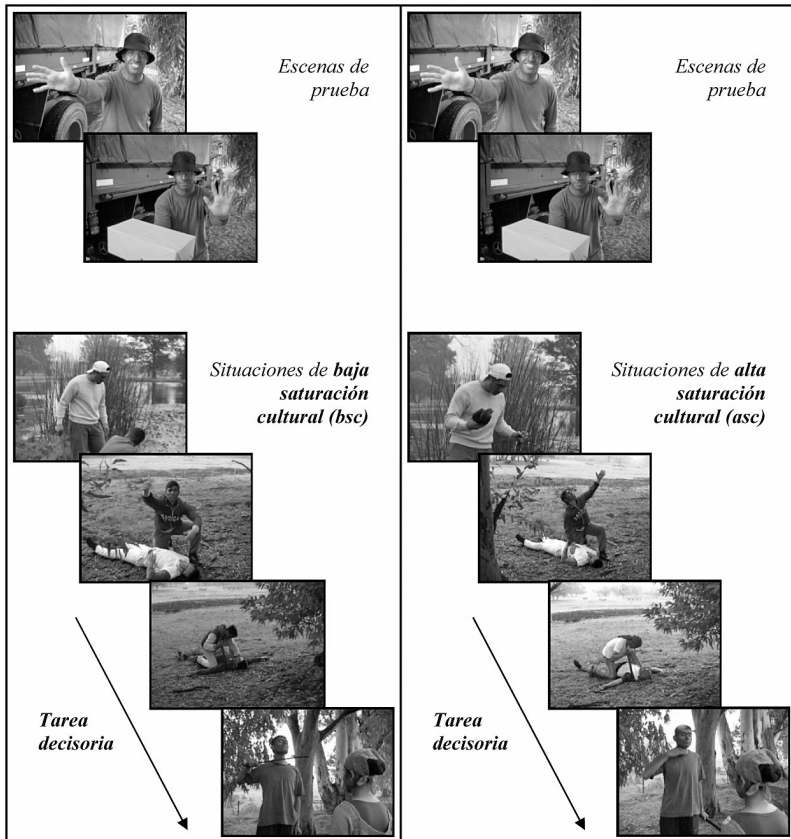 Escenas de
prueba
Situaciones de baja
saturación
cultural (bsc)
Tarea
decisoria
Escenas de
prueba
Situaciones de alta
saturación
cultural (asc)
Tarea
decisoria